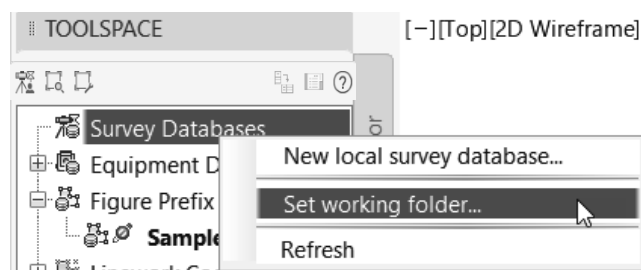 TOOLSPACE
[−][Top][2D Wireframe]
Survey Databases
Equipment D
New local survey database...
Figure Prefix
Set working folder...
Sample
Refresh